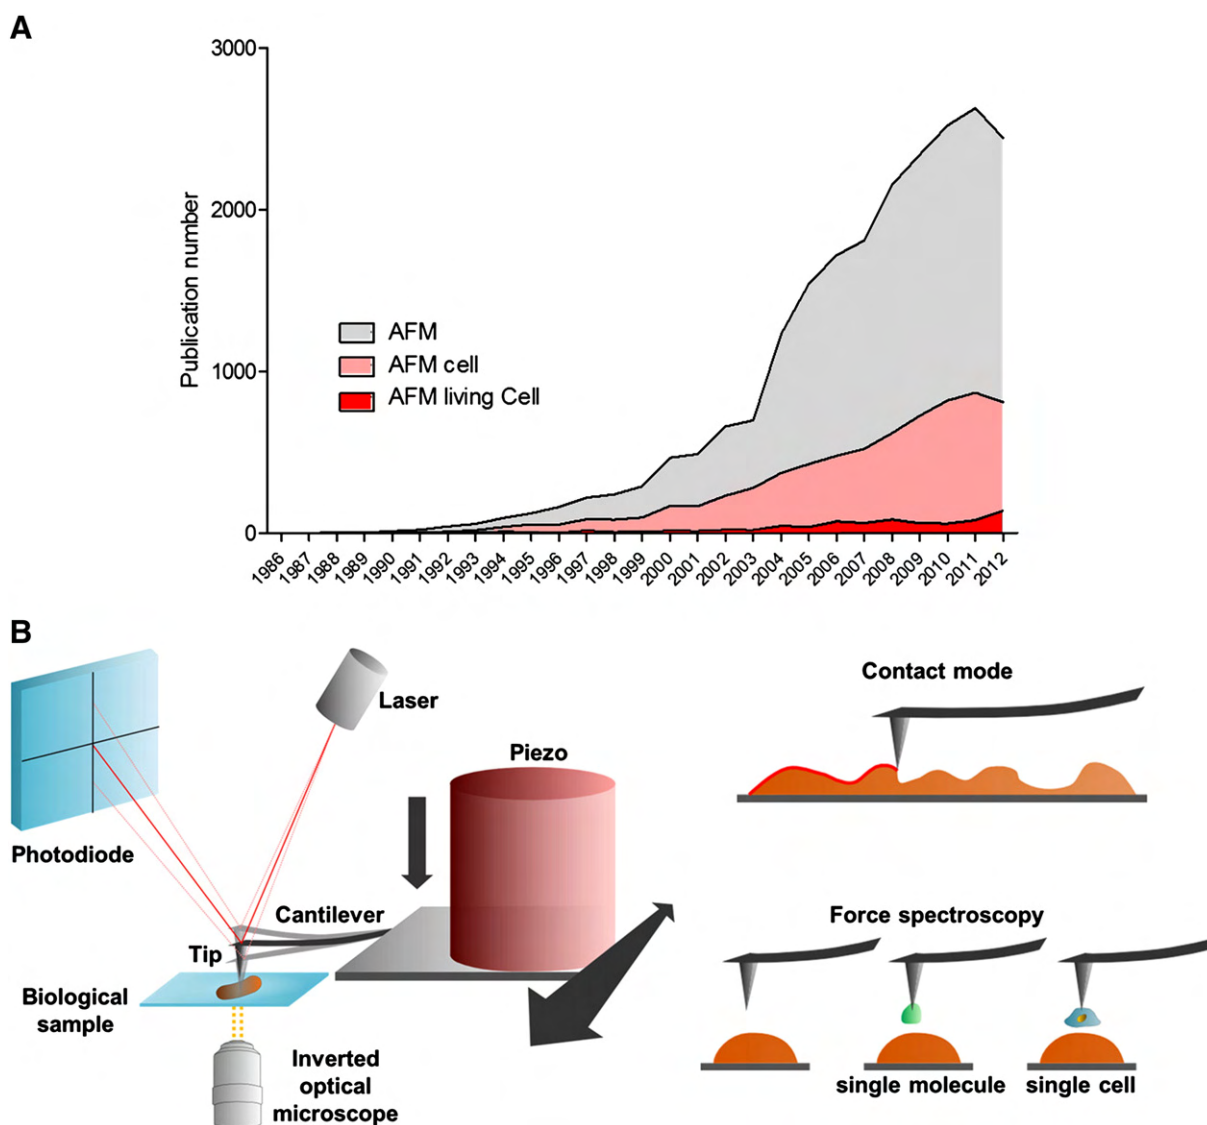 A
3000
2000
1000
0
Publication number
AFM
AFM cell
AFM living Cell
1986
1987
1988
1989
1990
1991
1992
1993
1994
1995
1996
1997
1998
1999
2000
2001
2002
2003
2004
2005
2006
2007
2008
2009
2010
2011
2012
B
Laser
Photodiode
Piezo
Cantilever
Tip
Biological
sample
Inverted
optical
microscope
Contact mode
Force spectroscopy
single molecule
single cell